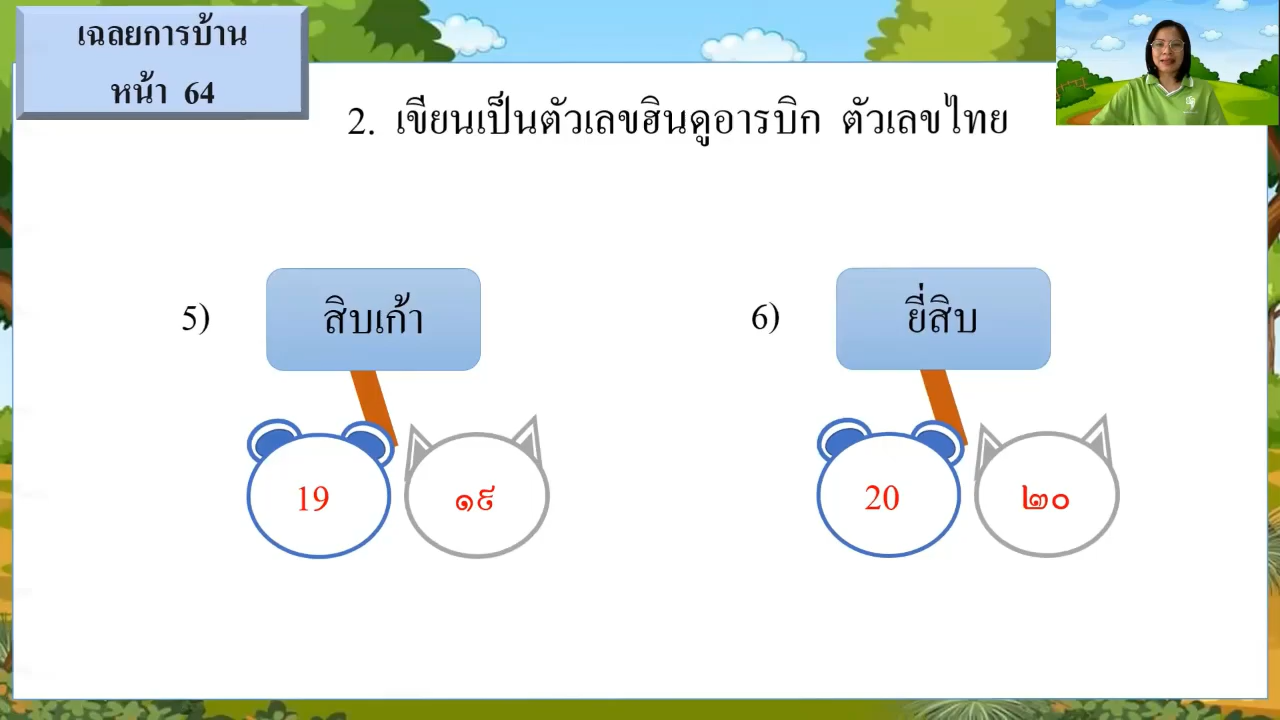 เฉลยการบ้าน
หน้า 64
2. เขียนเป็นตัวเลขฮินดูอารบิก ตัวเลขไทย
5) สิบเก้า
6) ยี่สิบ
19 ๑๙
20 ๒๐